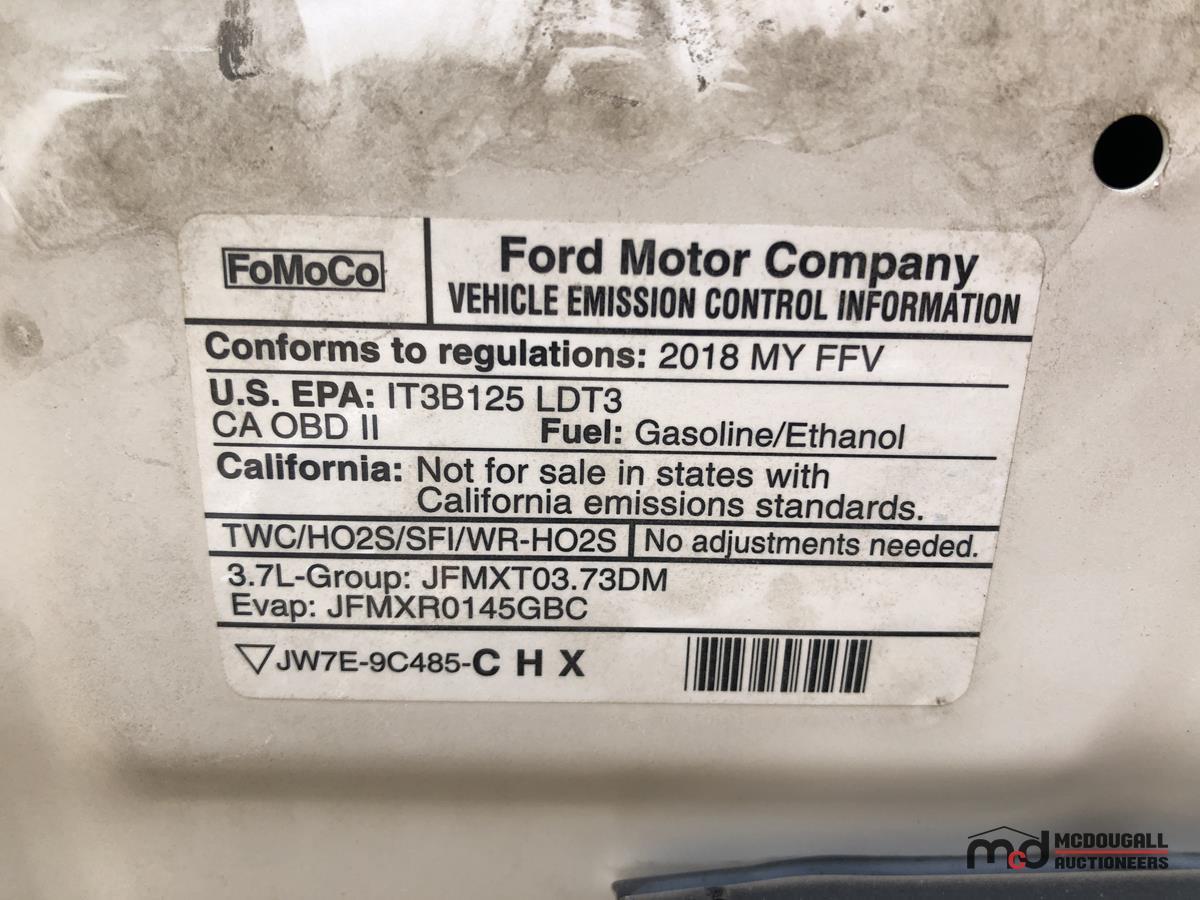 FoMoCo
Ford Motor Company
VEHICLE EMISSION CONTROL INFORMATION
Conforms to regulations: 2018 MY FFV
U.S. EPA: IT3B125 LDT3
CA OBD II Fuel: Gasoline/Ethanol
California: Not for sale in states with
California emissions standards.
TWC/HO2S/SFI/WR-HO2S No adjustments needed.
3.7L-Group: JFMXT03.73DM
Evap: JFMXR0145GBC
JW7E-9C485-C H X
mcd MCDOUGALL
AUCTIONEERS